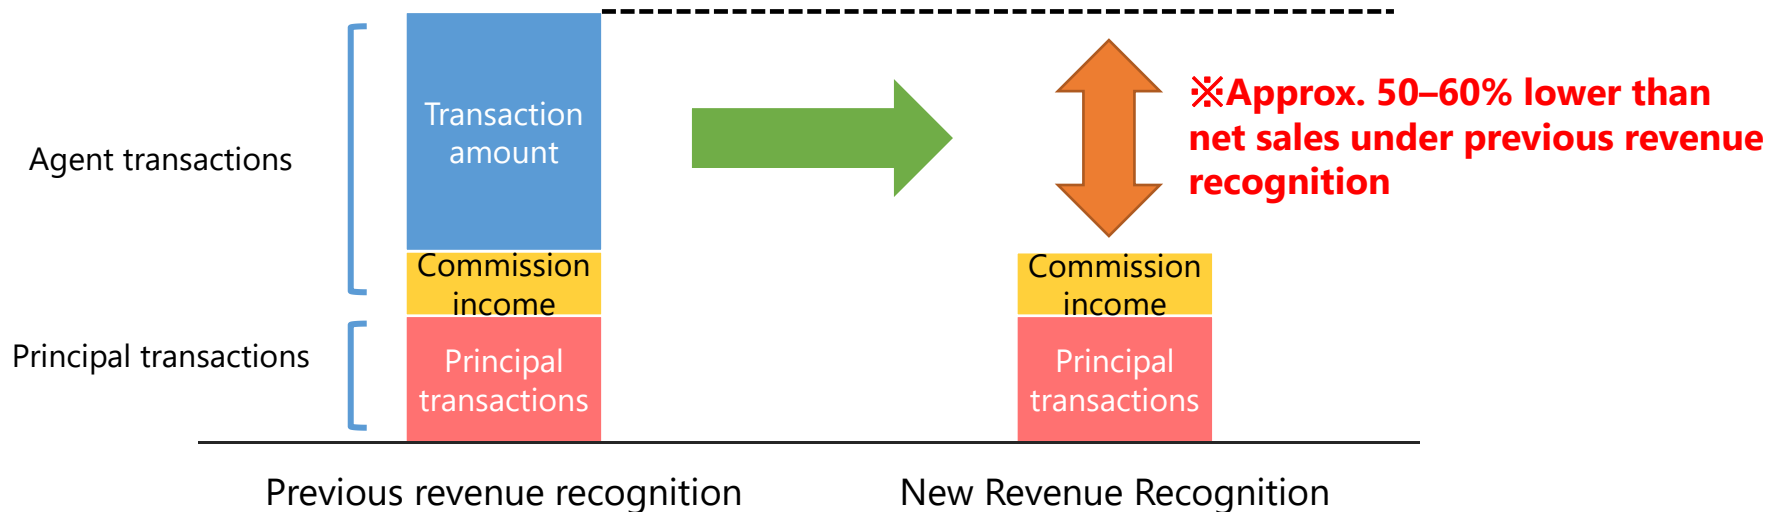 Agent transactions
Principal transactions
Transaction
amount
Commission
income
Principal
transactions
※Approx. 50–60% lower than
net sales under previous revenue
recognition
Commission
income
Principal
transactions
Previous revenue recognition
New Revenue Recognition